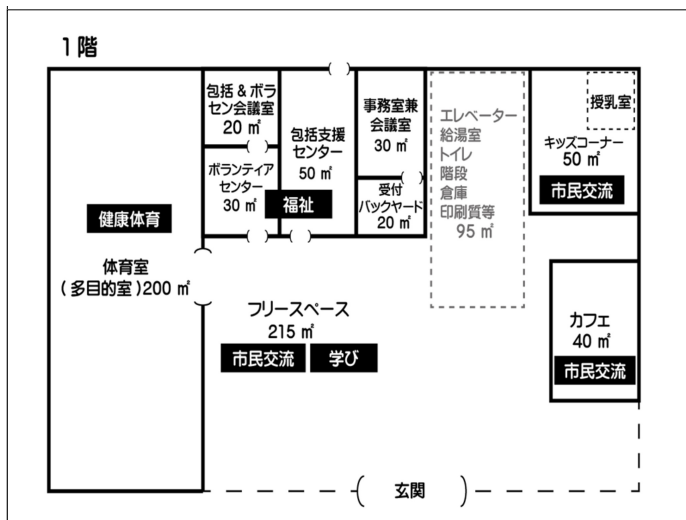 1階
包括 & ボラ
セン会議室
20 ㎡
包括支援
センター
50 ㎡
事務室兼
会議室
30 ㎡
エレベーター
給湯室
トイレ
階段
倉庫
印刷質等
95 ㎡
授乳室
キッズコーナー
50 ㎡
市民交流
ボランティア
センター
30 ㎡
福祉
受付
バックヤード
20 ㎡
健康体育
体育室
(多目的室)200 ㎡
フリースペース
215 ㎡
市民交流
学び
カフェ
40 ㎡
市民交流
玄関